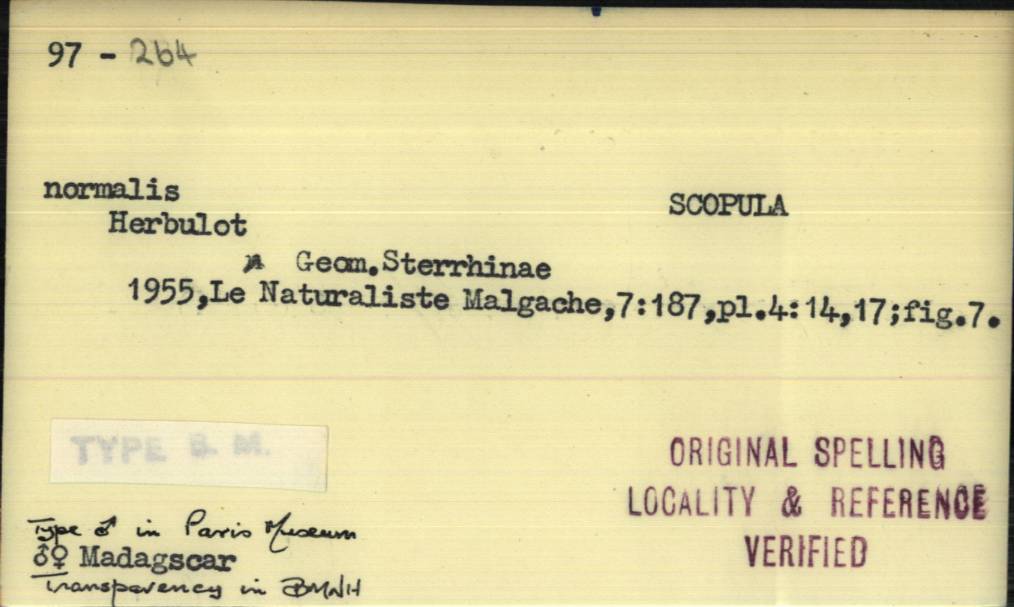 97 - 264
normalis
SCOPULA
Herbulot
Geom.Sterrhinae
1955,Le Naturaliste Malgache,7:187,pl.4:14,17;fig.7.
TYPE B. M.
ORIGINAL SPELLING
LOCALITY & REFERENCE
VERIFIED
Type ♂ in Paris Museum
♂♀ Madagscar
Transparency in BMNH